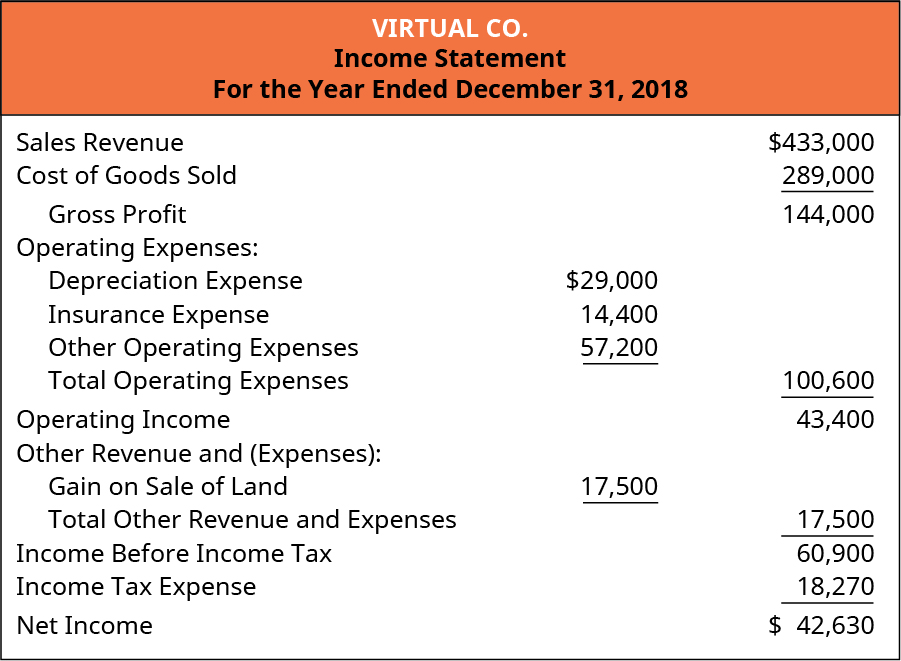 VIRTUAL CO.
Income Statement
For the Year Ended December 31, 2018
Sales Revenue $433,000
Cost of Goods Sold 289,000
Gross Profit 144,000
Operating Expenses:
Depreciation Expense $29,000
Insurance Expense 14,400
Other Operating Expenses 57,200
Total Operating Expenses 100,600
Operating Income 43,400
Other Revenue and (Expenses):
Gain on Sale of Land 17,500
Total Other Revenue and Expenses 17,500
Income Before Income Tax 60,900
Income Tax Expense 18,270
Net Income $ 42,630